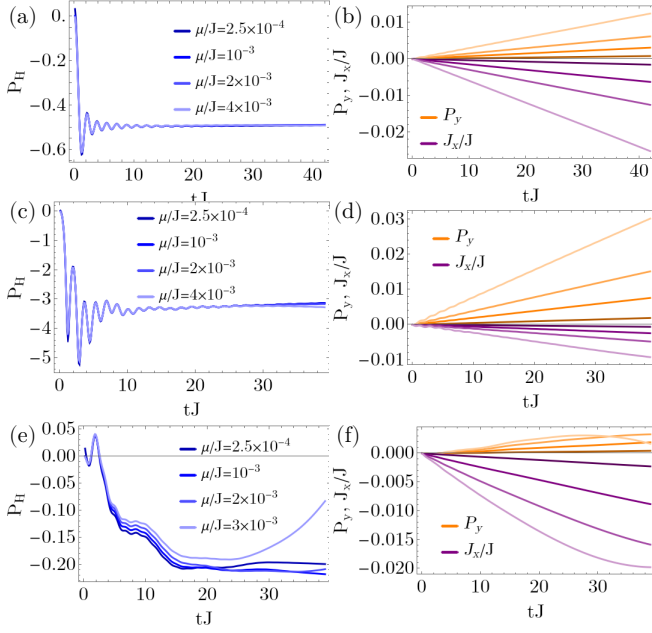 (a)
P_H
0.0
−0.2
−0.4
−0.6
μ/J=2.5×10⁻⁴
μ/J=10⁻³
μ/J=2×10⁻³
μ/J=4×10⁻³
0 10 20 30 40
tJ
(b)
P_y, J_x/J
0.01
0.00
−0.01
−0.02
P_y
J_x/J
0 10 20 30 40
tJ
(c)
P_H
0
−1
−2
−3
−4
−5
μ/J=2.5×10⁻⁴
μ/J=10⁻³
μ/J=2×10⁻³
μ/J=4×10⁻³
0 10 20 30 40
tJ
(d)
P_y, J_x/J
0.03
0.02
0.01
0.00
−0.01
P_y
J_x/J
0 10 20 30
tJ
(e)
P_H
0.05
0.00
−0.05
−0.10
−0.15
−0.20
μ/J=2.5×10⁻⁴
μ/J=10⁻³
μ/J=2×10⁻³
μ/J=3×10⁻³
0 10 20 30
tJ
(f)
P_y, J_x/J
0.000
−0.005
−0.010
−0.015
−0.020
P_y
J_x/J
0 10 20 30
tJ